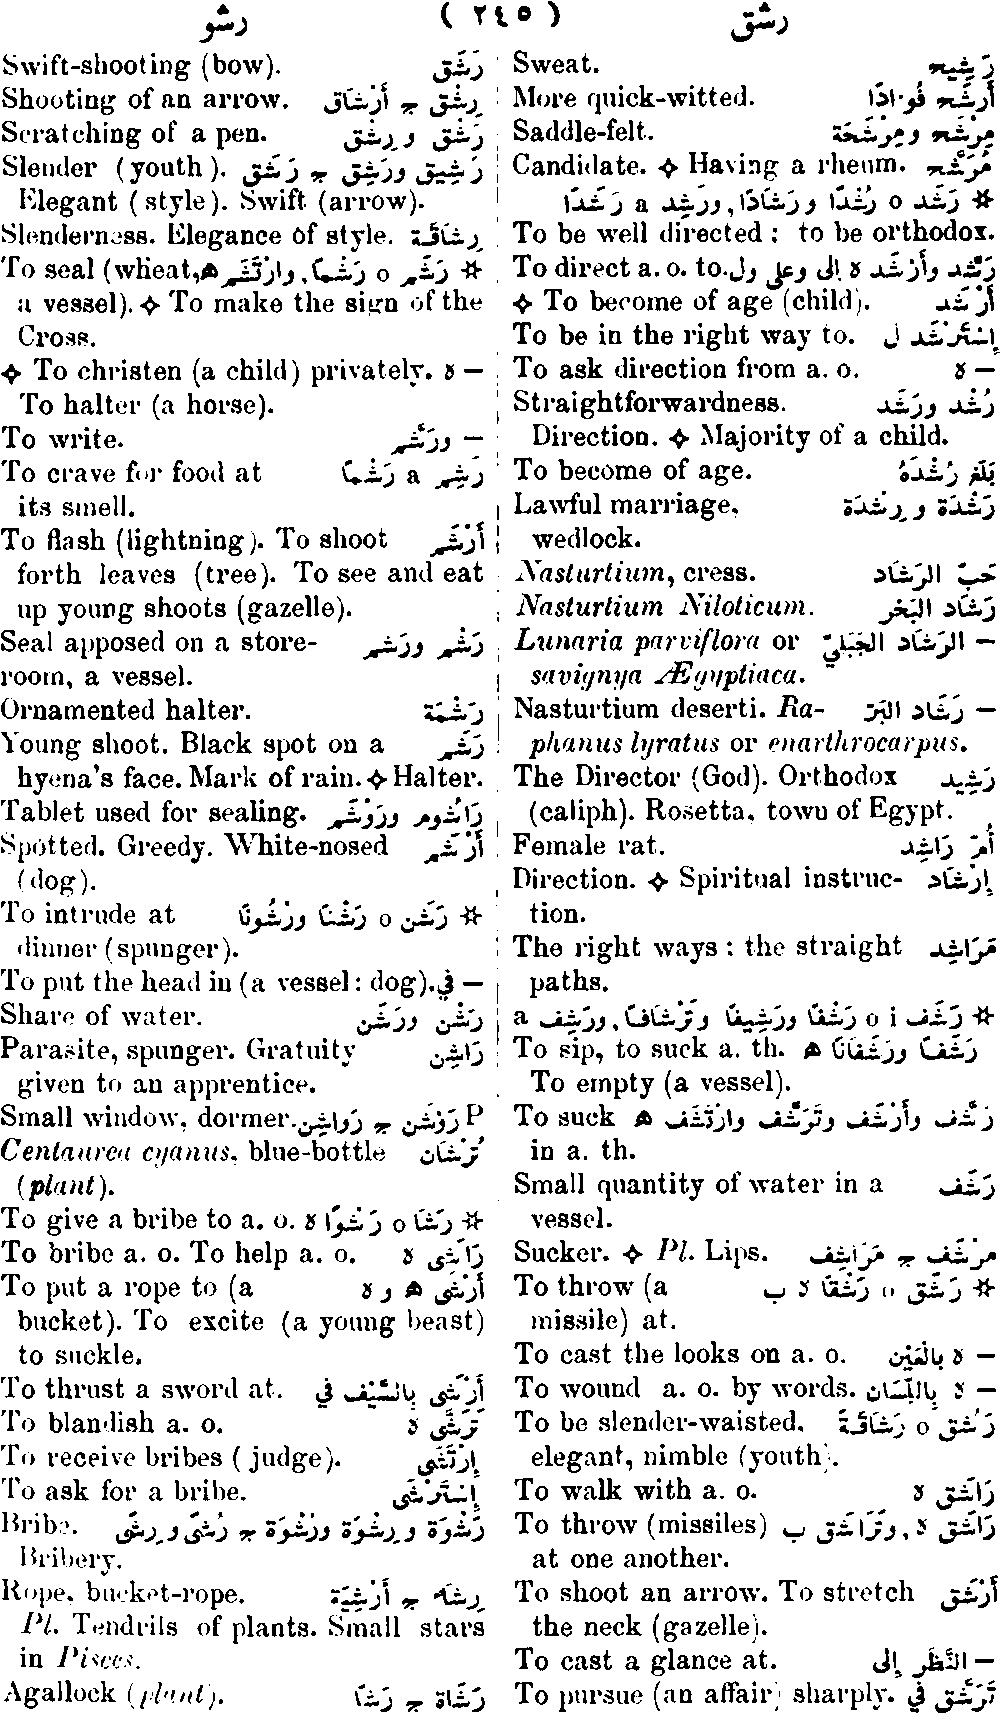 رشق ( ٢٤٥ ) رشو
Sweat. رَشِيح
More quick-witted. أَرْشَح فُوَادًا
Saddle-felt. مِرْشَح ومِرْشَحَة
Candidate. ✧ Having a rheum. مُرَشَّح
✲ رَشَد o رُشْدًا ورَشَادًا, ورَشِد a رَشَدًا
To be well directed : to be orthodox.
To direct a. o. to. رَشَّد وأَرْشَد ه إلى وعلى ول
✧ To become of age (child). أَرْشَد
To be in the right way to. إِسْتَرْشَد ل
To ask direction from a. o. ― ه
Straightforwardness. رُشْد ورَشَد
Direction. ✧ Majority of a child.
To become of age. بَلَغ رُشْدَهُ
Lawful marriage, رَشْدَة ورِشْدَة
wedlock.
Nasturtium, cress. حَبّ الرَّشَاد
Nasturtium Niloticum. رَشَاد البَحْر
Lunaria parviflora or ― الرَّشَاد الجَبَلِيّ
savignya Ægyptiaca.
Nasturtium deserti. Ra- ― رَشَاد البَرّ
phanus lyratus or enarthrocarpus.
The Director (God). Orthodox رَشِيد
(caliph). Rosetta, town of Egypt.
Female rat. أُمّ رَاشِد
Direction. ✧ Spiritual instruc- إِرْشَاد
tion.
The right ways : the straight مَرَاشِد
paths.
✲ رَشَف o i رَشْفًا ورَشِيفًا وتَرْشَافًا, ورَشِف a
To sip, to suck a. th. رَشَفًا ورَشَفَانًا ه
To empty (a vessel).
To suck رَشَّف وأَرْشَف وتَرَشَّف وارْتَشَف ه
in a. th.
Small quantity of water in a رَشَف
vessel.
Sucker. ✧ Pl. Lips. مِرْشَف ج مَرَاشِف
To throw (a ✲ رَشَق o رَشْقًا ه ب
missile) at.
To cast the looks on a. o. ― ه بِالعَيْن
To wound a. o. by words. ― ه بِاللِّسَان
To be slender-waisted, رَشُق o رَشَاقَةً
elegant, nimble (youth).
To walk with a. o. رَاشَق ه
To throw (missiles) رَاشَق ه, وتَرَاشَق ب
at one another.
To shoot an arrow. To stretch أَرْشَق
the neck (gazelle).
To cast a glance at. ― النَّظَر إِلى
To pursue (an affair) sharply. تَرَشَّق في
Swift-shooting (bow). رَشَق
Shooting of an arrow. رِشْق ج أَرْشَاق
Scratching of a pen. رَشْق ورِشْق
Slender (youth). رَشِيق ورَشِق ج رَشَق
Elegant (style). Swift (arrow).
Slenderness. Elegance of style. رِشَاقَة
To seal (wheat, ✲ رَشَم o رَشْمًا, وارْتَشَم ه
a vessel). ✧ To make the sign of the
Cross.
✧ To christen (a child) privately. ― ه
To halter (a horse).
To write. ― ورَشَّم
To crave for food at رَشِم a رَشَمًا
its smell.
To flash (lightning). To shoot أَرْشَم
forth leaves (tree). To see and eat
up young shoots (gazelle).
Seal apposed on a store- رَشْم ورَشَم
room, a vessel.
Ornamented halter. رَشْمَة
Young shoot. Black spot on a رَشَم
hyena's face. Mark of rain. ✧ Halter.
Tablet used for sealing. رَاشُوم ورَوْشَم
Spotted. Greedy. White-nosed أَرْشَم
(dog).
To intrude at ✲ رَشَن o رَشْنًا ورُشُونًا
dinner (spunger).
To put the head in (a vessel : dog). ― في
Share of water. رَشْن ورَشَن
Parasite, spunger. Gratuity رَاشِن
given to an apprentice.
Small window, dormer. P رَوْشَن ج رَواشِن
Centaurea cyanus, blue-bottle تُرْشَان
(plant).
To give a bribe to a. o. ✲ رَشَا o رَشْوًا ه
To bribe a. o. To help a. o. رَاشَى ه
To put a rope to (a أَرْشَى ه و ه
bucket). To excite (a young beast)
to suckle.
To thrust a sword at. أَرْشَى بِالسَّيْف في
To blandish a. o. تَرَشَّى ه
To receive bribes (judge). إِرْتَشَى
To ask for a bribe. إِسْتَرْشَى
Bribe. رَشْوَة ورِشْوَة ورُشْوَة ج رُشًى ورِشًى
Bribery.
Rope, bucket-rope. رِشَاء ج أَرْشِيَة
Pl. Tendrils of plants. Small stars
in Pisces.
Agallock (plant). رَشَاة ج رَشَا